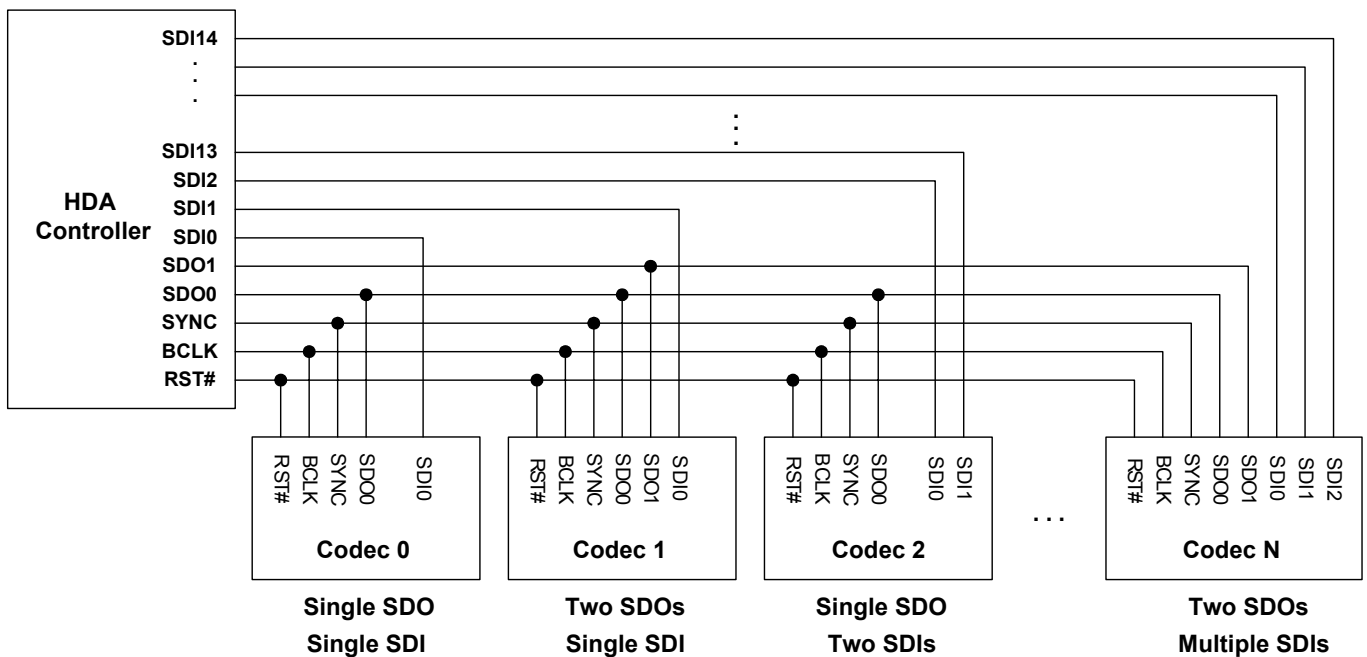 SDI14
.
.
.
SDI13
SDI2
SDI1
SDI0
SDO1
SDO0
SYNC
BCLK
RST#
HDA
Controller
.
.
.
RST#
BCLK
SYNC
SDO0
SDI0
Codec 0
Single SDO
Single SDI
RST#
BCLK
SYNC
SDO0
SDO1
SDI0
Codec 1
Two SDOs
Single SDI
RST#
BCLK
SYNC
SDO0
SDI0
SDI1
Codec 2
Single SDO
Two SDIs
. . .
RST#
BCLK
SYNC
SDO0
SDO1
SDI0
SDI1
SDI2
Codec N
Two SDOs
Multiple SDIs